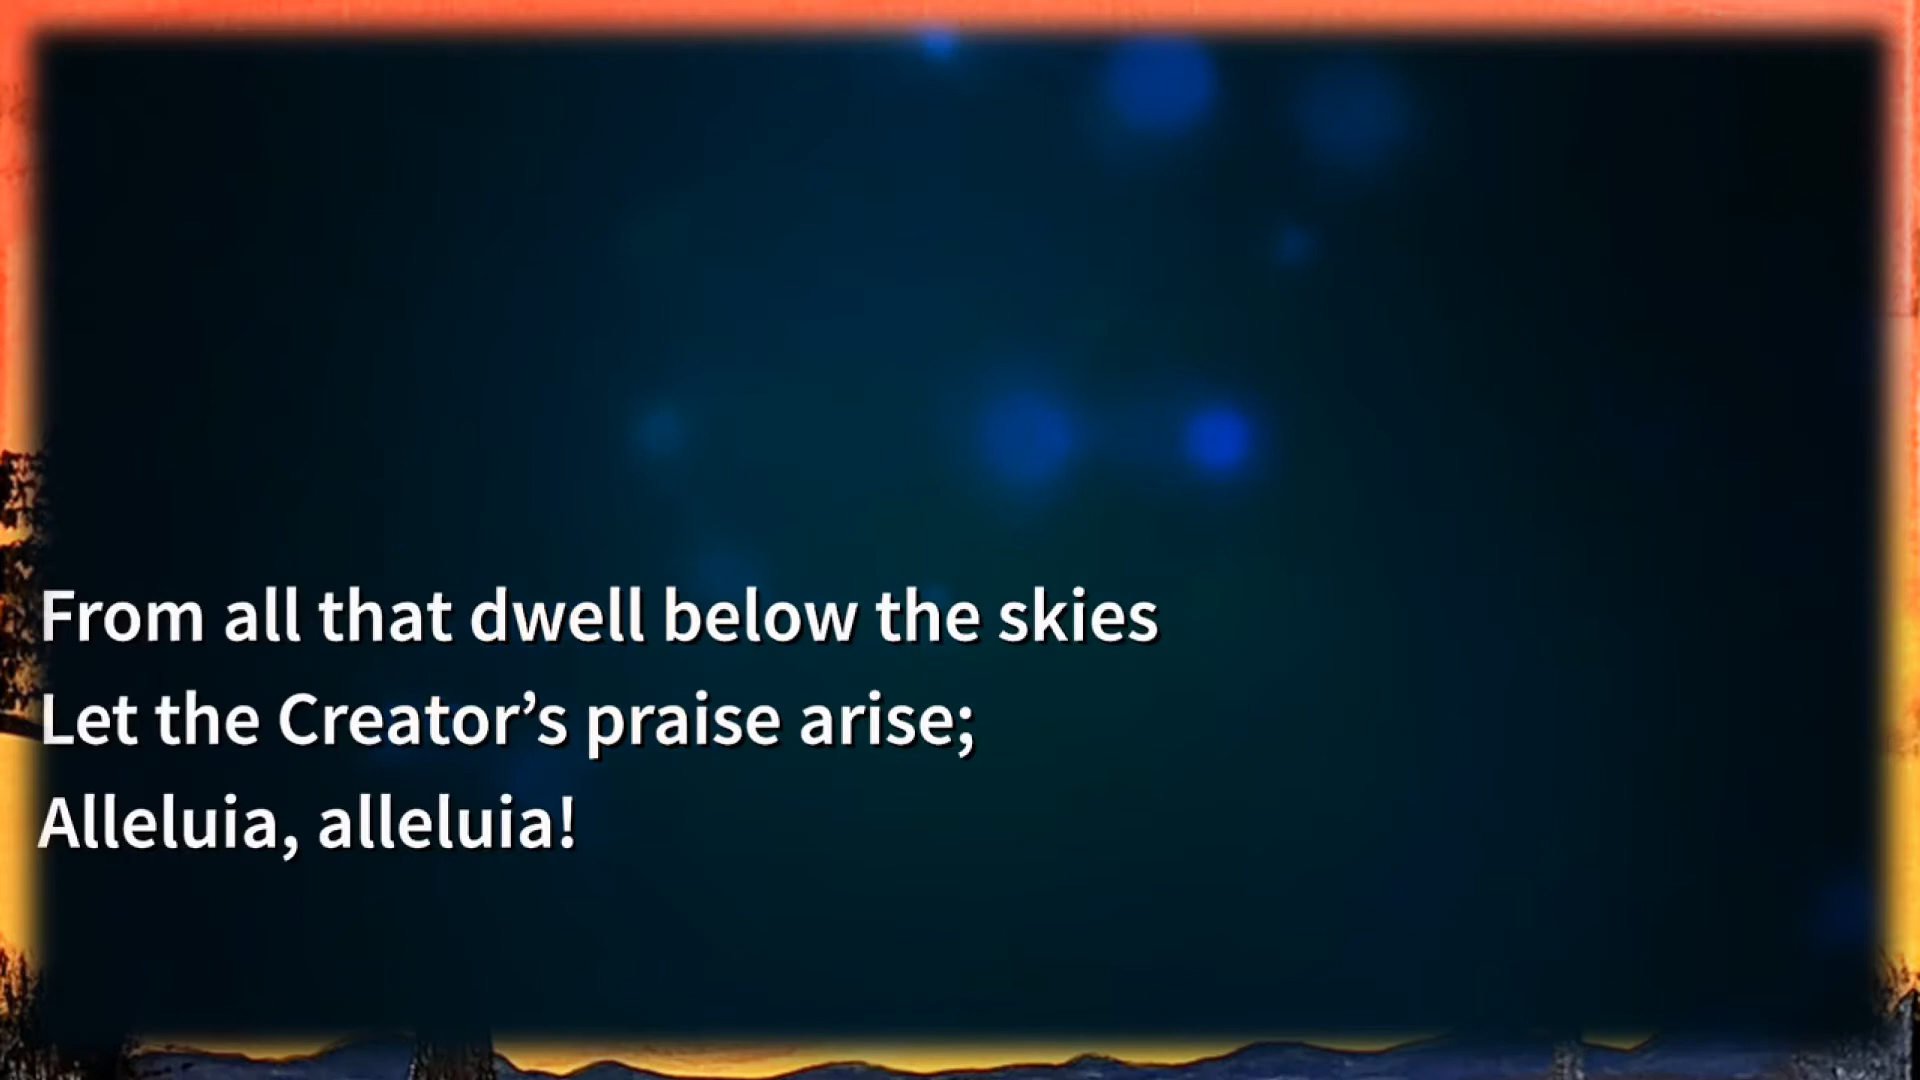 From all that dwell below the skies
Let the Creator’s praise arise;
Alleluia, alleluia!